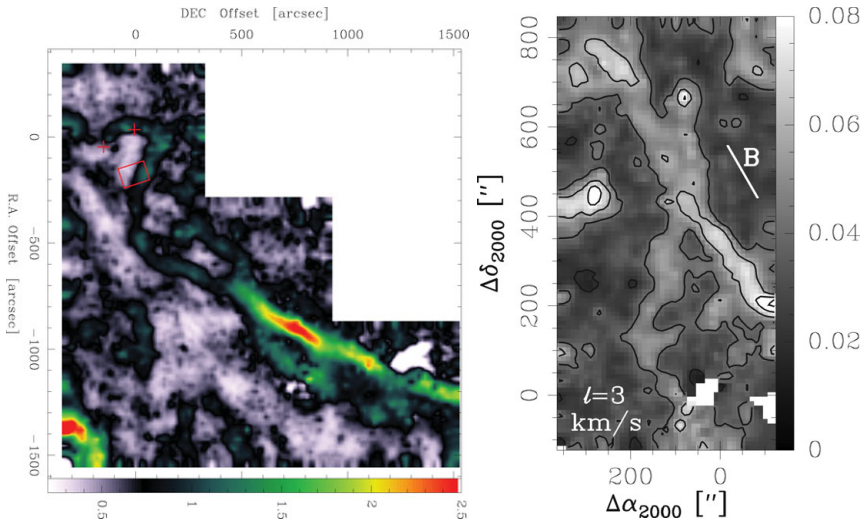 DEC Offset [arcsec]
0 500 1000 1500
R.A. Offset [arcsec]
0
−500
−1000
−1500
0.5 1 1.5 2 2.5
Δδ2000 ["]
800
600
400
200
0
B
ℓ=3
km/s
200 0
Δα2000 ["]
0.08
0.06
0.04
0.02
0